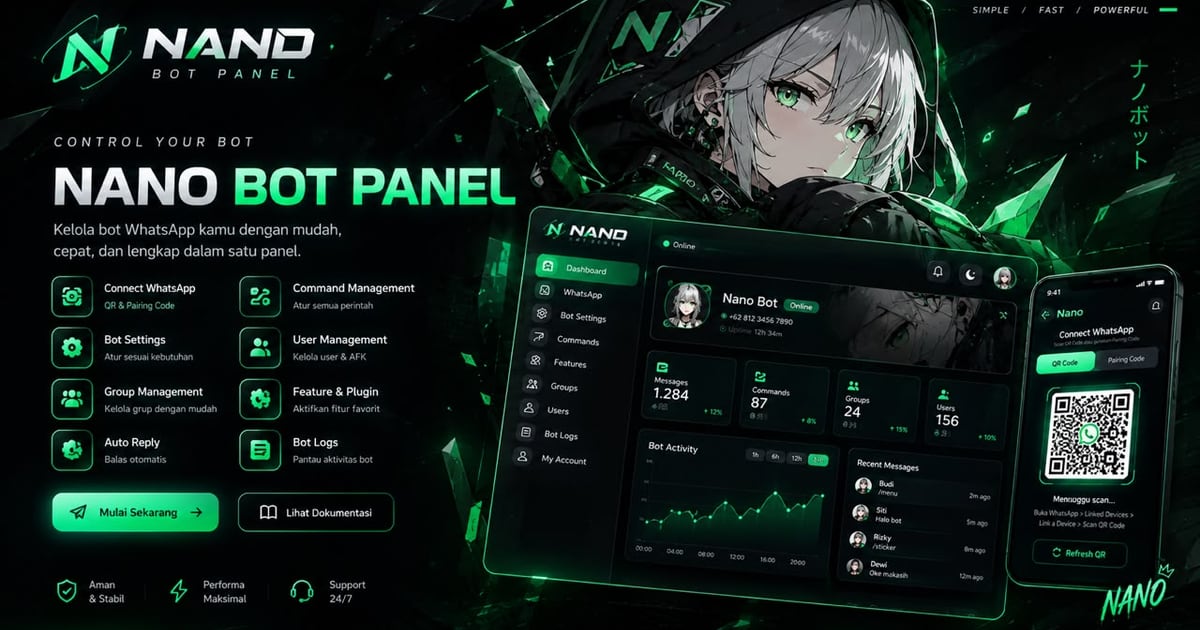 SIMPLE / FAST / POWERFUL
NANO
BOT PANEL
ナノボット
CONTROL YOUR BOT
NANO BOT PANEL
Kelola bot WhatsApp kamu dengan mudah,
cepat, dan lengkap dalam satu panel.
Connect WhatsApp
QR & Pairing Code
Command Management
Atur semua perintah
Bot Settings
Atur sesuai kebutuhan
User Management
Kelola user & AFK
Group Management
Kelola grup dengan mudah
Feature & Plugin
Aktifkan fitur favorit
Auto Reply
Balas otomatis
Bot Logs
Pantau aktivitas bot
Mulai Sekarang
Lihat Dokumentasi
Aman
& Stabil
Performa
Maksimal
Support
24/7
NANO
Online
Dashboard
WhatsApp
Bot Settings
Commands
Features
Groups
Users
Bot Logs
My Account
Nano Bot Online
+62 812 3456 7890
Uptime 12h 34m
Messages
1.284
+ 12%
Commands
87
+ 8%
Groups
24
+ 15%
Users
156
+ 10%
Bot Activity
1h 6h 12h
00:00 04:00 08:00 12:00 16:00 20:00
Recent Messages
Budi
/menu
2m ago
Siti
Halo bot
5m ago
Rizky
/sticker
8m ago
Dewi
Oke makasih
12m ago
9:41
Nano
Connect WhatsApp
QR Code
Pairing Code
Menunggu scan...
Buka WhatsApp > Linked Devices >
Link a Device > Scan QR Code
Refresh QR
NANO